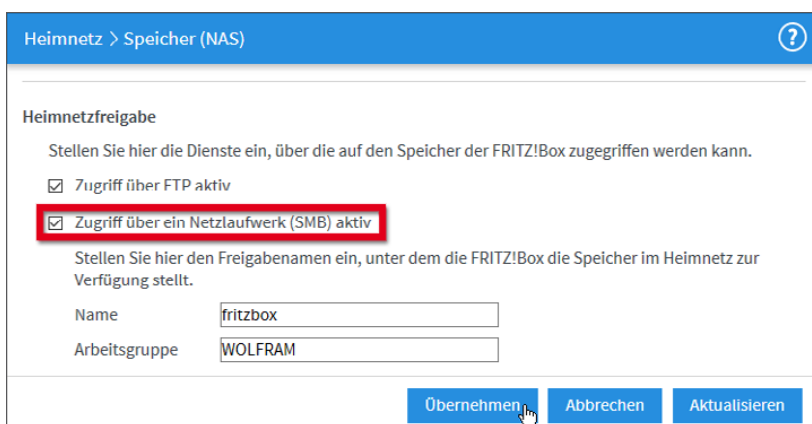 Heimnetz > Speicher (NAS)
?
Heimnetzfreigabe
Stellen Sie hier die Dienste ein, über die auf den Speicher der FRITZ!Box zugegriffen werden kann.
Zugriff über FTP aktiv
Zugriff über ein Netzlaufwerk (SMB) aktiv
Stellen Sie hier den Freigabenamen ein, unter dem die FRITZ!Box die Speicher im Heimnetz zur
Verfügung stellt.
Name fritzbox
Arbeitsgruppe WOLFRAM
Übernehmen Abbrechen Aktualisieren